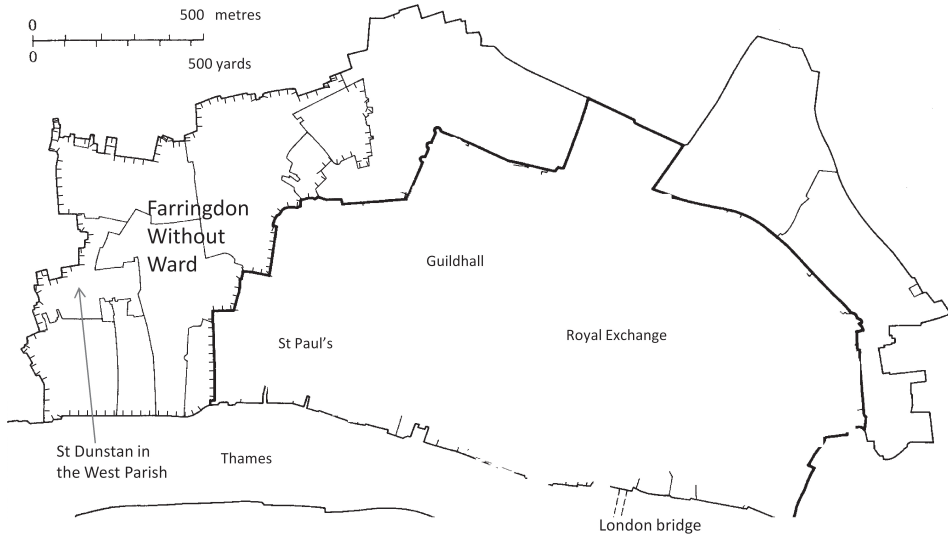 0 500 metres
0 500 yards
Farringdon
Without
Ward
Guildhall
Royal Exchange
St Paul's
St Dunstan in
the West Parish
Thames
London bridge